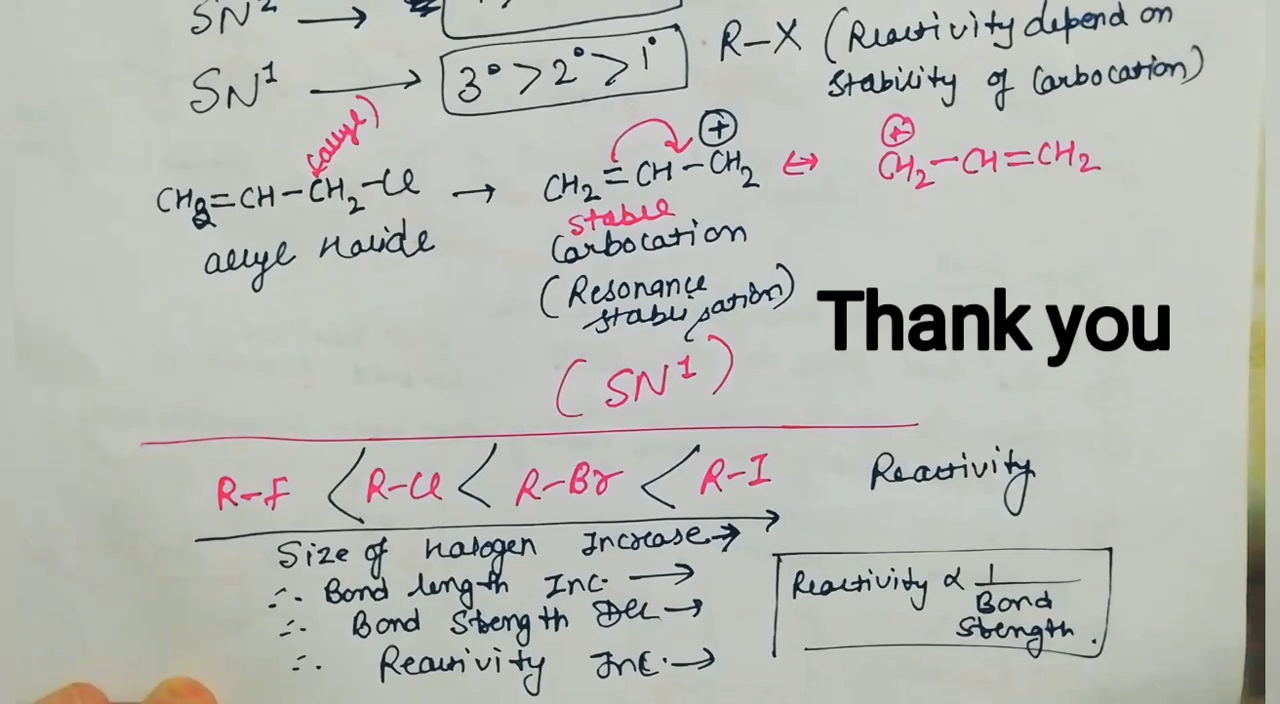 SN² →
SN¹ → 3° > 2° > 1° R-X (Reactivity depend on
stability of Carbocation)
(allyl)
CH₂=CH-CH₂-Cl → CH₂=CH-CH₂ ⊕ ↔ ⊕ CH₂-CH=CH₂
allyl Halide
stable
Carbocation
(Resonance
stablisation)
(SN¹)
Thank you
R-F < R-Cl < R-Br < R-I Reactivity
Size of Halogen Increase →
∴ Bond length Inc. →
∴ Bond Strength Dec →
∴ Reactivity Inc. →
Reactivity ∝ 1
Bond
Strength.